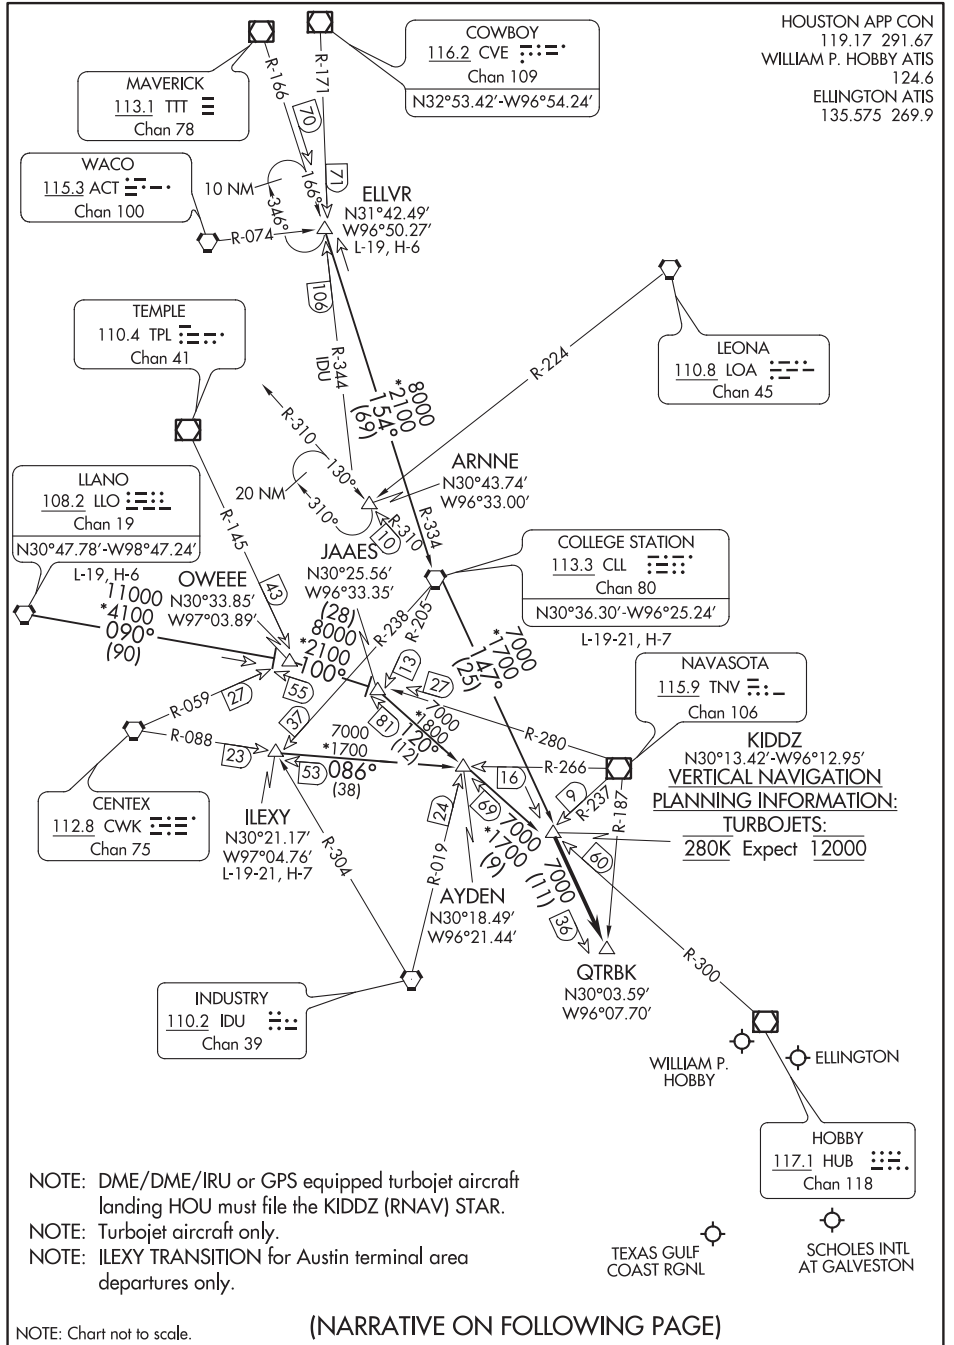 HOUSTON APP CON
119.17 291.67
WILLIAM P. HOBBY ATIS
124.6
ELLINGTON ATIS
135.575 269.9
COWBOY
116.2 CVE
Chan 109
N32°53.42'-W96°54.24'
MAVERICK
113.1 TTT
Chan 78
R-166
R-171
70
71
WACO
115.3 ACT
Chan 100
10 NM
166°
346°
R-074
ELLVR
N31°42.49'
W96°50.27'
L-19, H-6
106
R-344
IDU
8000
*2100
154°
(69)
TEMPLE
110.4 TPL
Chan 41
LEONA
110.8 LOA
Chan 45
R-224
R-310
130°
20 NM
310°
ARNNE
N30°43.74'
W96°33.00'
R-310
10
R-334
LLANO
108.2 LLO
Chan 19
N30°47.78'-W98°47.24'
L-19, H-6
R-145
43
11000
*4100
090°
(90)
OWEEE
N30°33.85'
W97°03.89'
JAAES
N30°25.56'
W96°33.35'
(28)
8000
*2100
100°
R-238
R-205
COLLEGE STATION
113.3 CLL
Chan 80
N30°36.30'-W96°25.24'
L-19-21, H-7
7000
*1700
147°
(25)
NAVASOTA
115.9 TNV
Chan 106
R-059
27
55
37
13
27
81
7000
*1800
120°
(12)
R-280
R-266
R-237
R-187
9
16
R-088
23
53
7000
*1700
086°
(38)
KIDDZ
N30°13.42'-W96°12.95'
VERTICAL NAVIGATION
PLANNING INFORMATION:
TURBOJETS:
280K Expect 12000
CENTEX
112.8 CWK
Chan 75
ILEXY
N30°21.17'
W97°04.76'
L-19-21, H-7
R-304
R-019
24
69
7000
*1700
(9)
AYDEN
N30°18.49'
W96°21.44'
7000
(11)
36
60
R-300
QTRBK
N30°03.59'
W96°07.70'
INDUSTRY
110.2 IDU
Chan 39
WILLIAM P.
HOBBY
ELLINGTON
HOBBY
117.1 HUB
Chan 118
NOTE: DME/DME/IRU or GPS equipped turbojet aircraft
landing HOU must file the KIDDZ (RNAV) STAR.
NOTE: Turbojet aircraft only.
NOTE: ILEXY TRANSITION for Austin terminal area
departures only.
TEXAS GULF
COAST RGNL
SCHOLES INTL
AT GALVESTON
NOTE: Chart not to scale.
(NARRATIVE ON FOLLOWING PAGE)